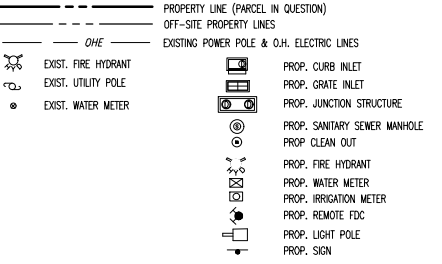 PROPERTY LINE (PARCEL IN QUESTION)
OFF-SITE PROPERTY LINES
OHE EXISTING POWER POLE & O.H. ELECTRIC LINES
EXIST. FIRE HYDRANT
EXIST. UTILITY POLE
EXIST. WATER METER
PROP. CURB INLET
PROP. GRATE INLET
PROP. JUNCTION STRUCTURE
S PROP. SANITARY SEWER MANHOLE
PROP CLEAN OUT
PROP. FIRE HYDRANT
PROP. WATER METER
PROP. IRRIGATION METER
PROP. REMOTE FDC
PROP. LIGHT POLE
PROP. SIGN